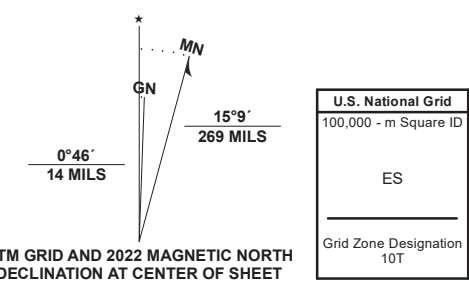 ★
MN
GN
15°9´
269 MILS
0°46´
14 MILS
TM GRID AND 2022 MAGNETIC NORTH
DECLINATION AT CENTER OF SHEET
U.S. National Grid
100,000 - m Square ID
ES
Grid Zone Designation
10T